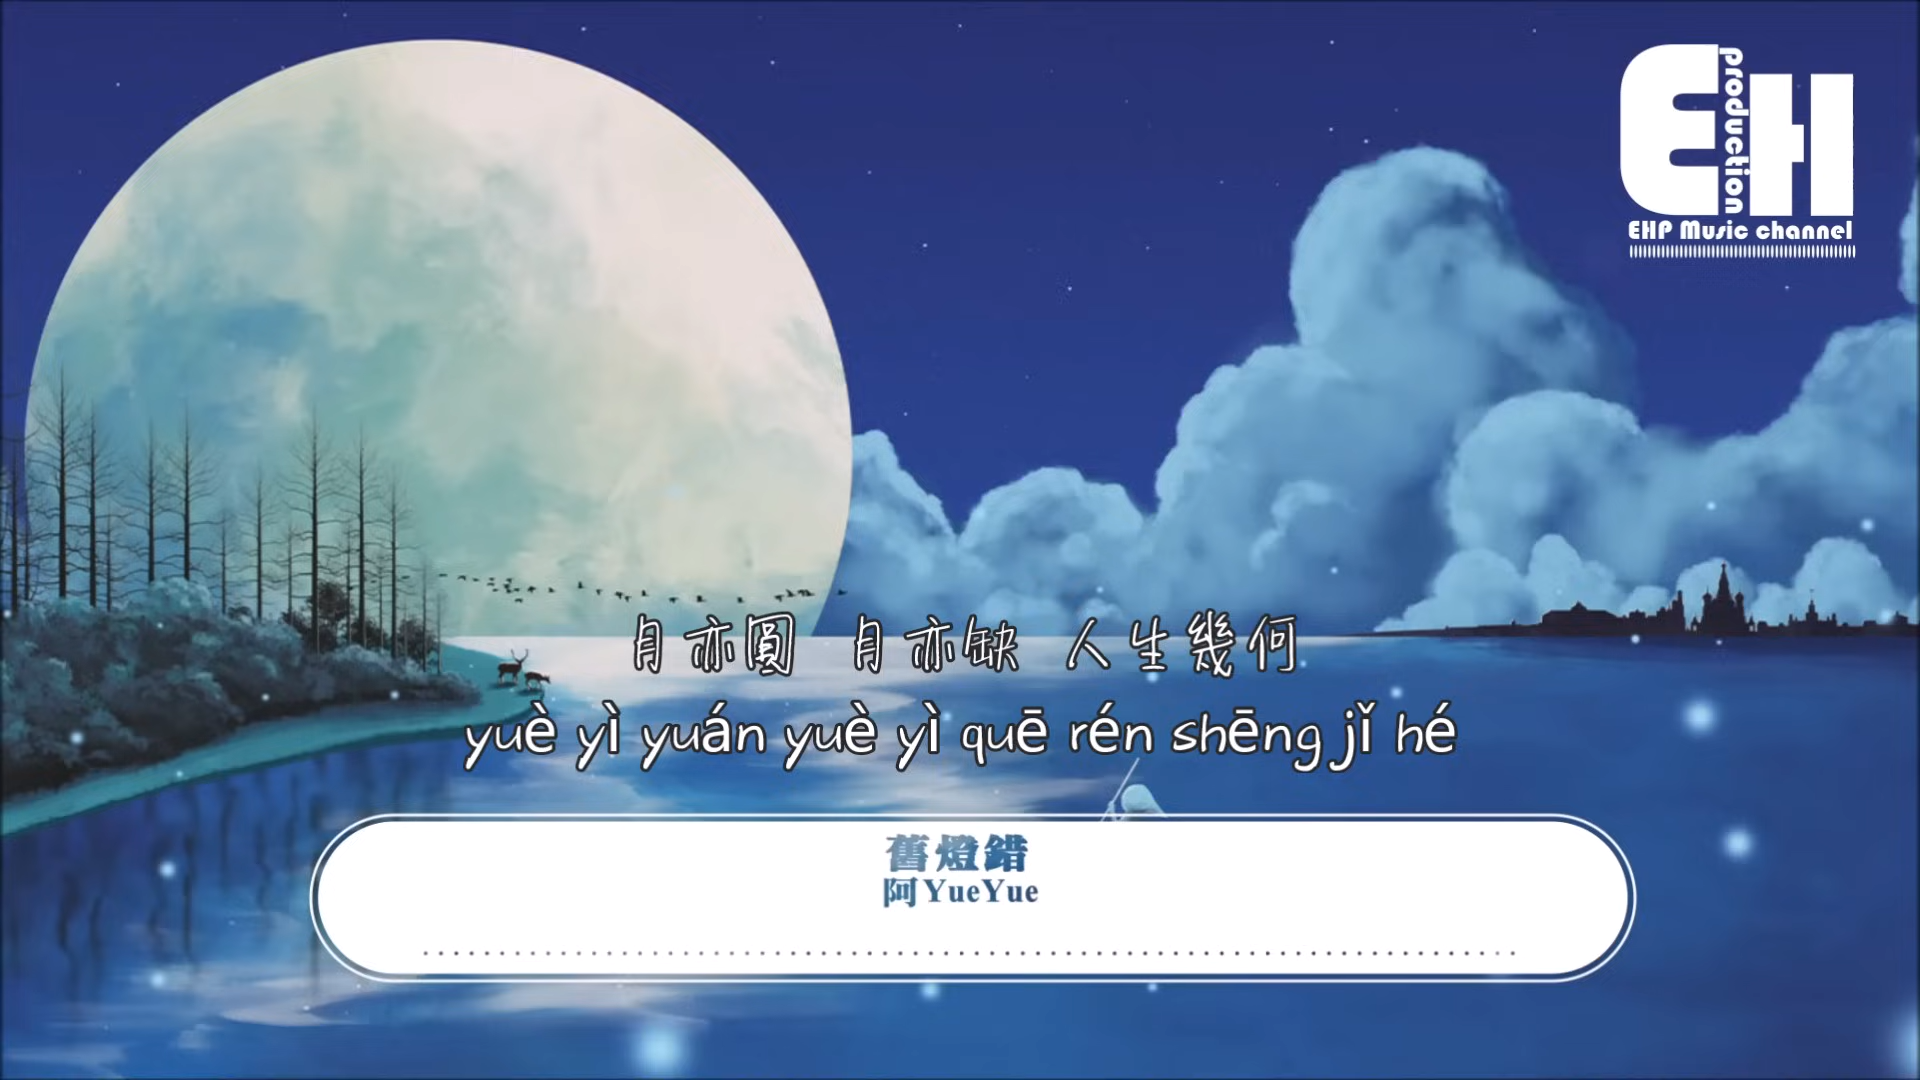 EH
production
EHP Music channel
月亦圓 月亦缺 人生幾何
yuè yì yuán yuè yì quē rén shēng jǐ hé
舊燈錯
阿YueYue